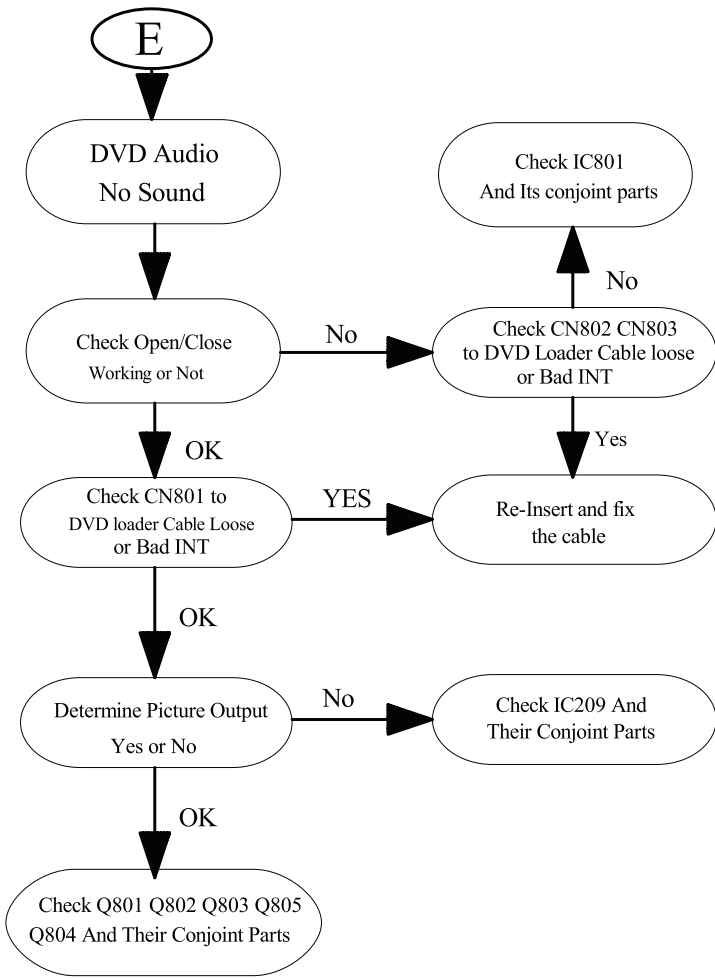 E
DVD Audio
No Sound
Check IC801
And Its conjoint parts
No
Check Open/Close
Working or Not
No
Check CN802 CN803
to DVD Loader Cable loose
or Bad INT
OK
Yes
Check CN801 to
DVD loader Cable Loose
or Bad INT
YES
Re-Insert and fix
the cable
OK
Determine Picture Output
Yes or No
No
Check IC209 And
Their Conjoint Parts
OK
Check Q801 Q802 Q803 Q805
Q804 And Their Conjoint Parts